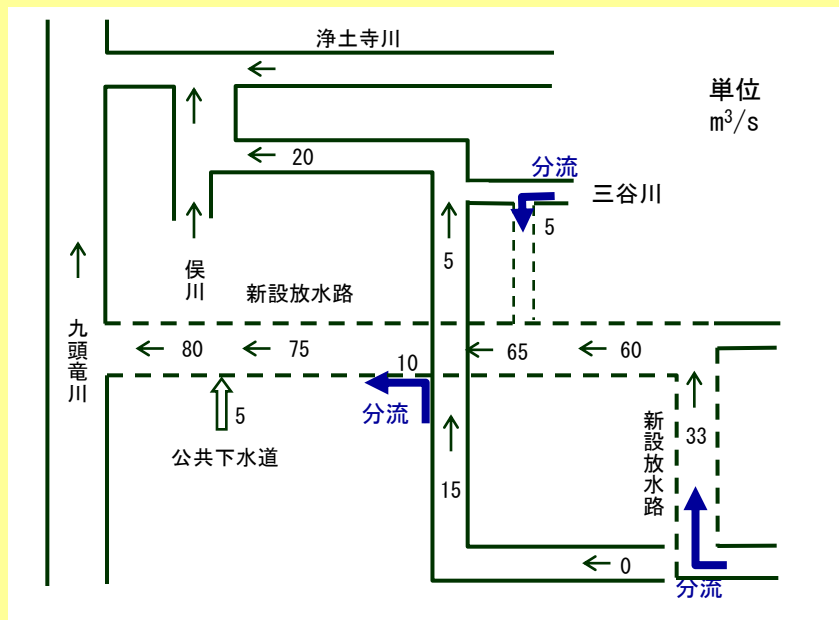 浄土寺川
単位
m³/s
20
分流
三谷川
5
5
俣川
新設放水路
九頭竜川
80
75
10
65
60
分流
5
公共下水道
新設放水路
33
15
0
分流